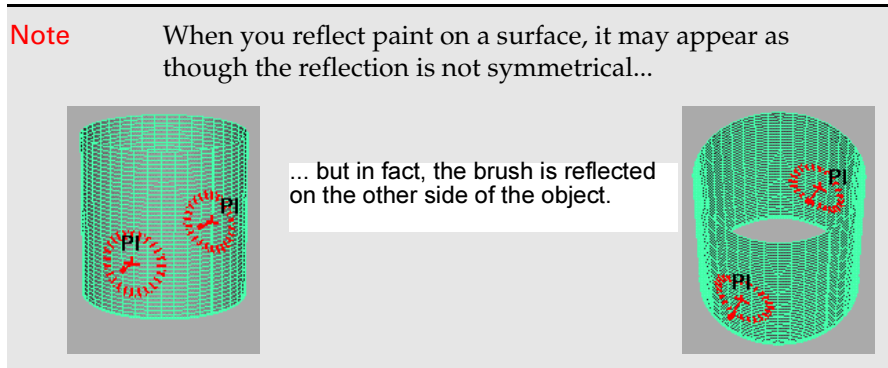 Note When you reflect paint on a surface, it may appear as
though the reflection is not symmetrical...
... but in fact, the brush is reflected
on the other side of the object.
PI
PI
PI
PI